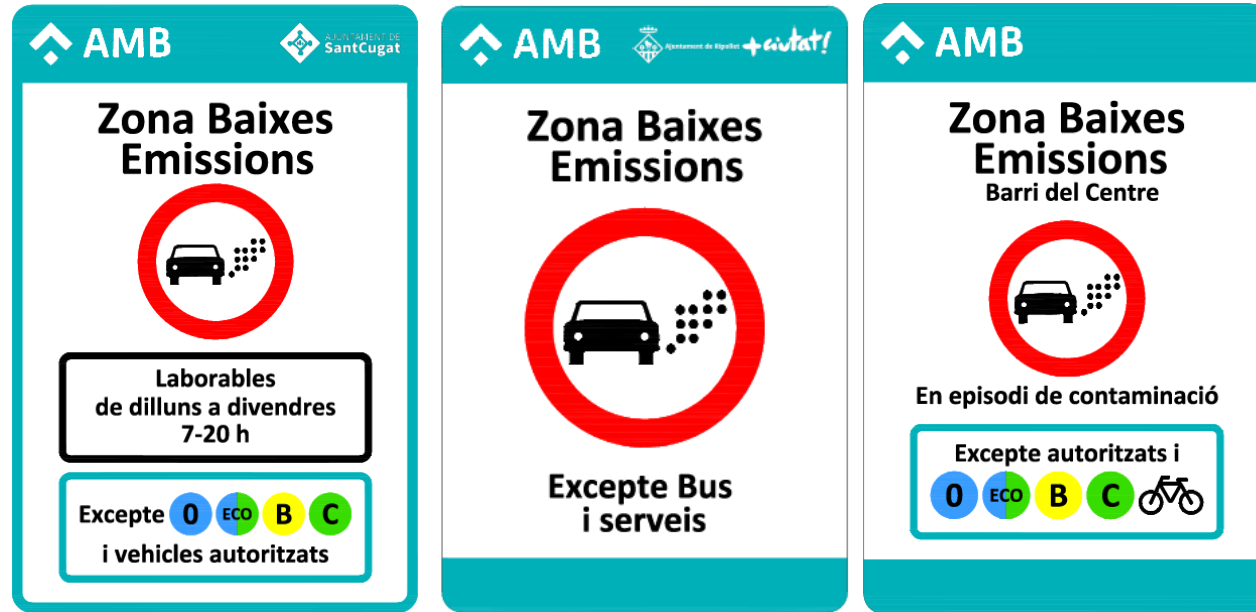 AMB
AJUNTAMENT DE
SantCugat
Zona Baixes
Emissions
Laborables
de dilluns a divendres
7-20 h
Excepte 0 ECO B C
i vehicles autoritzats
AMB
Ajuntament de Ripollet +ciutat!
Zona Baixes
Emissions
Excepte Bus
i serveis
AMB
Zona Baixes
Emissions
Barri del Centre
En episodi de contaminació
Excepte autoritzats i
0 ECO B C